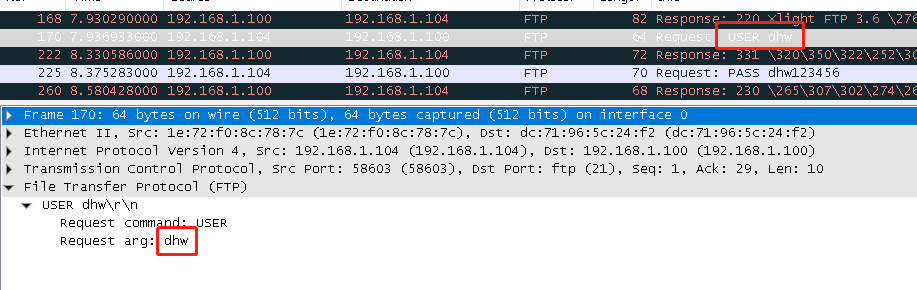 168 7.930290000 192.168.1.100 192.168.1.104 FTP 82 Response: 220 xlight FTP 3.6 \276
170 7.936933000 192.168.1.104 192.168.1.100 FTP 64 Request: USER dhw
222 8.330586000 192.168.1.100 192.168.1.104 FTP 72 Response: 331 \320\350\322\252\30
225 8.375283000 192.168.1.104 192.168.1.100 FTP 70 Request: PASS dhw123456
260 8.580428000 192.168.1.100 192.168.1.104 FTP 68 Response: 230 \265\307\302\274\26
Frame 170: 64 bytes on wire (512 bits), 64 bytes captured (512 bits) on interface 0
Ethernet II, Src: 1e:72:f0:8c:78:7c (1e:72:f0:8c:78:7c), Dst: dc:71:96:5c:24:f2 (dc:71:96:5c:24:f2)
Internet Protocol Version 4, Src: 192.168.1.104 (192.168.1.104), Dst: 192.168.1.100 (192.168.1.100)
Transmission Control Protocol, Src Port: 58603 (58603), Dst Port: ftp (21), Seq: 1, Ack: 29, Len: 10
File Transfer Protocol (FTP)
USER dhw\r\n
Request command: USER
Request arg: dhw